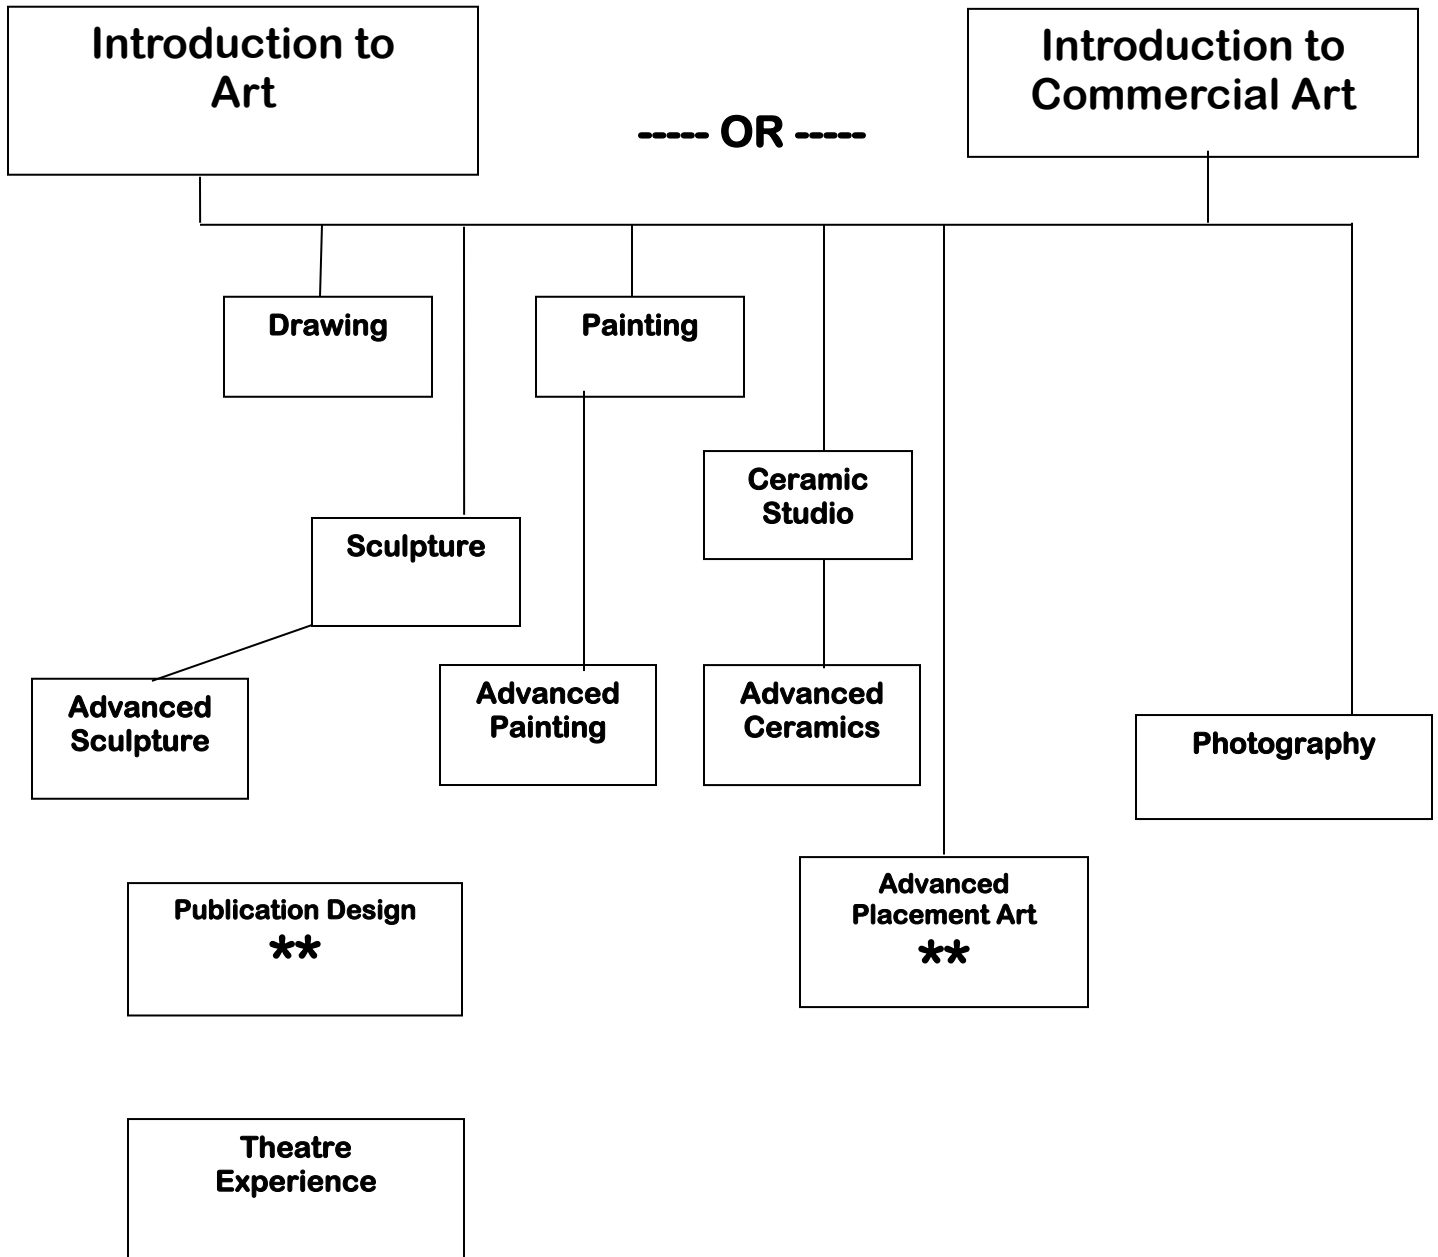 Introduction to
Art
----- OR -----
Introduction to
Commercial Art
Drawing
Painting
Ceramic
Studio
Sculpture
Advanced
Sculpture
Advanced
Painting
Advanced
Ceramics
Photography
Publication Design
**
Advanced
Placement Art
**
Theatre
Experience